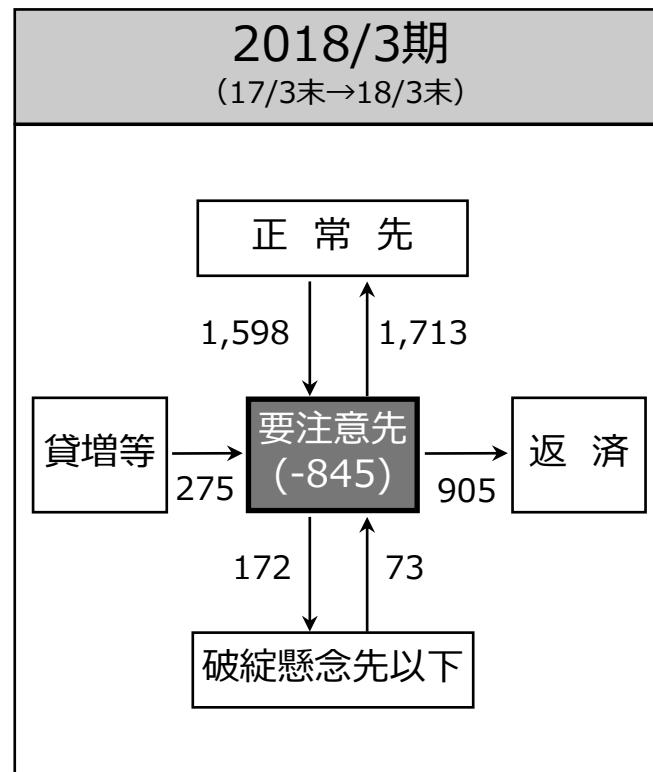 2018/3期
（17/3末→18/3末）
正 常 先
1,598
1,713
貸増等
275
要注意先
(-845)
905
返 済
172
73
破綻懸念先以下